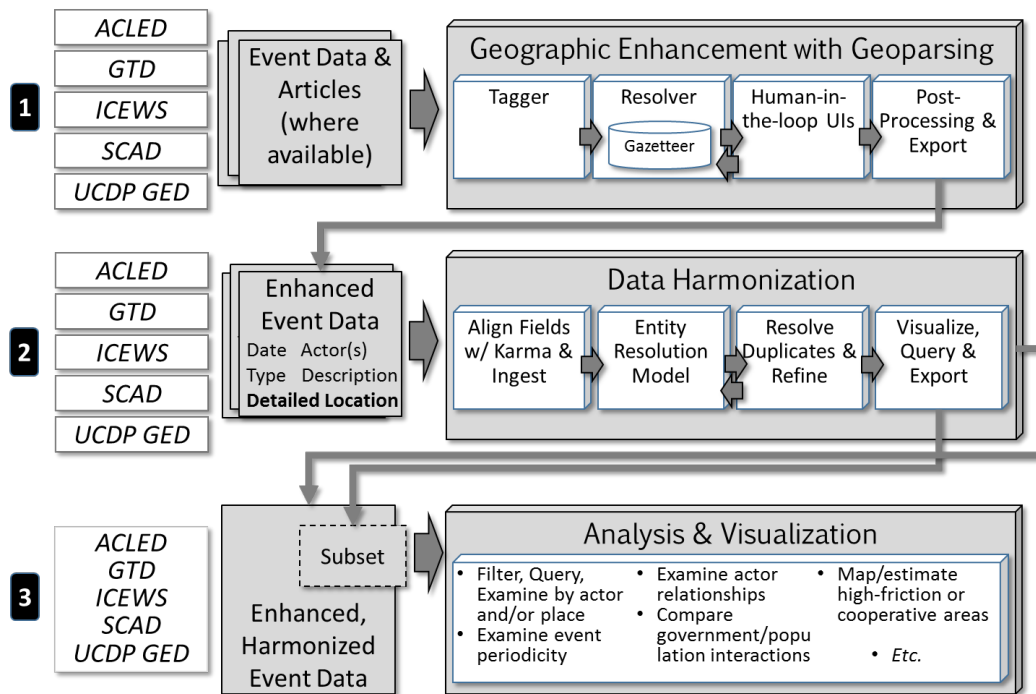 1
ACLED
GTD
ICEWS
SCAD
UCDP GED
Event Data &
Articles
(where
available)
Geographic Enhancement with Geoparsing
Tagger
Resolver
Gazetteer
Human-in-
the-loop UIs
Post-
Processing &
Export
2
ACLED
GTD
ICEWS
SCAD
UCDP GED
Enhanced
Event Data
Date Actor(s)
Type Description
Detailed Location
Data Harmonization
Align Fields
w/ Karma &
Ingest
Entity
Resolution
Model
Resolve
Duplicates &
Refine
Visualize,
Query &
Export
3
ACLED
GTD
ICEWS
SCAD
UCDP GED
Subset
Enhanced,
Harmonized
Event Data
Analysis & Visualization
• Filter, Query,
Examine by actor
and/or place
• Examine event
periodicity
• Examine actor
relationships
• Compare
government/popu
lation interactions
• Map/estimate
high-friction or
cooperative areas
• Etc.